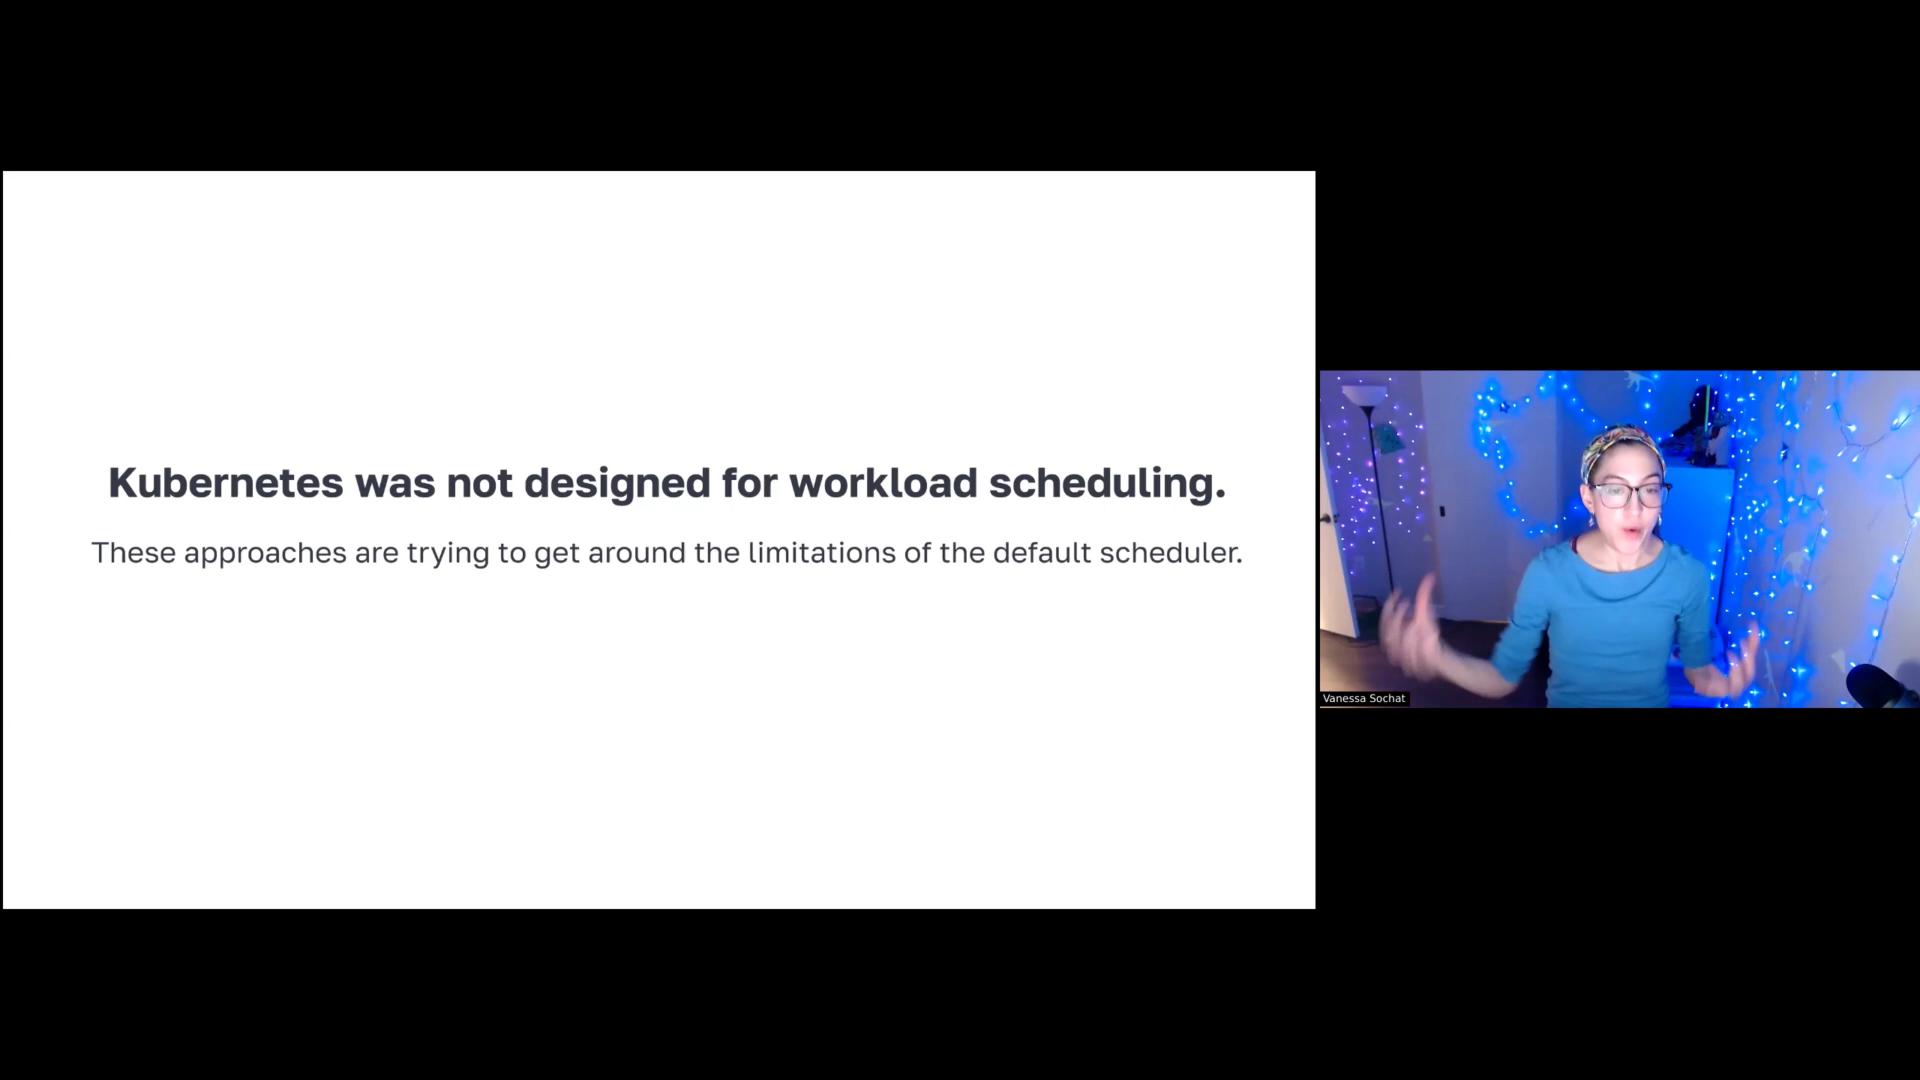 Kubernetes was not designed for workload scheduling.
These approaches are trying to get around the limitations of the default scheduler.
Vanessa Sochat